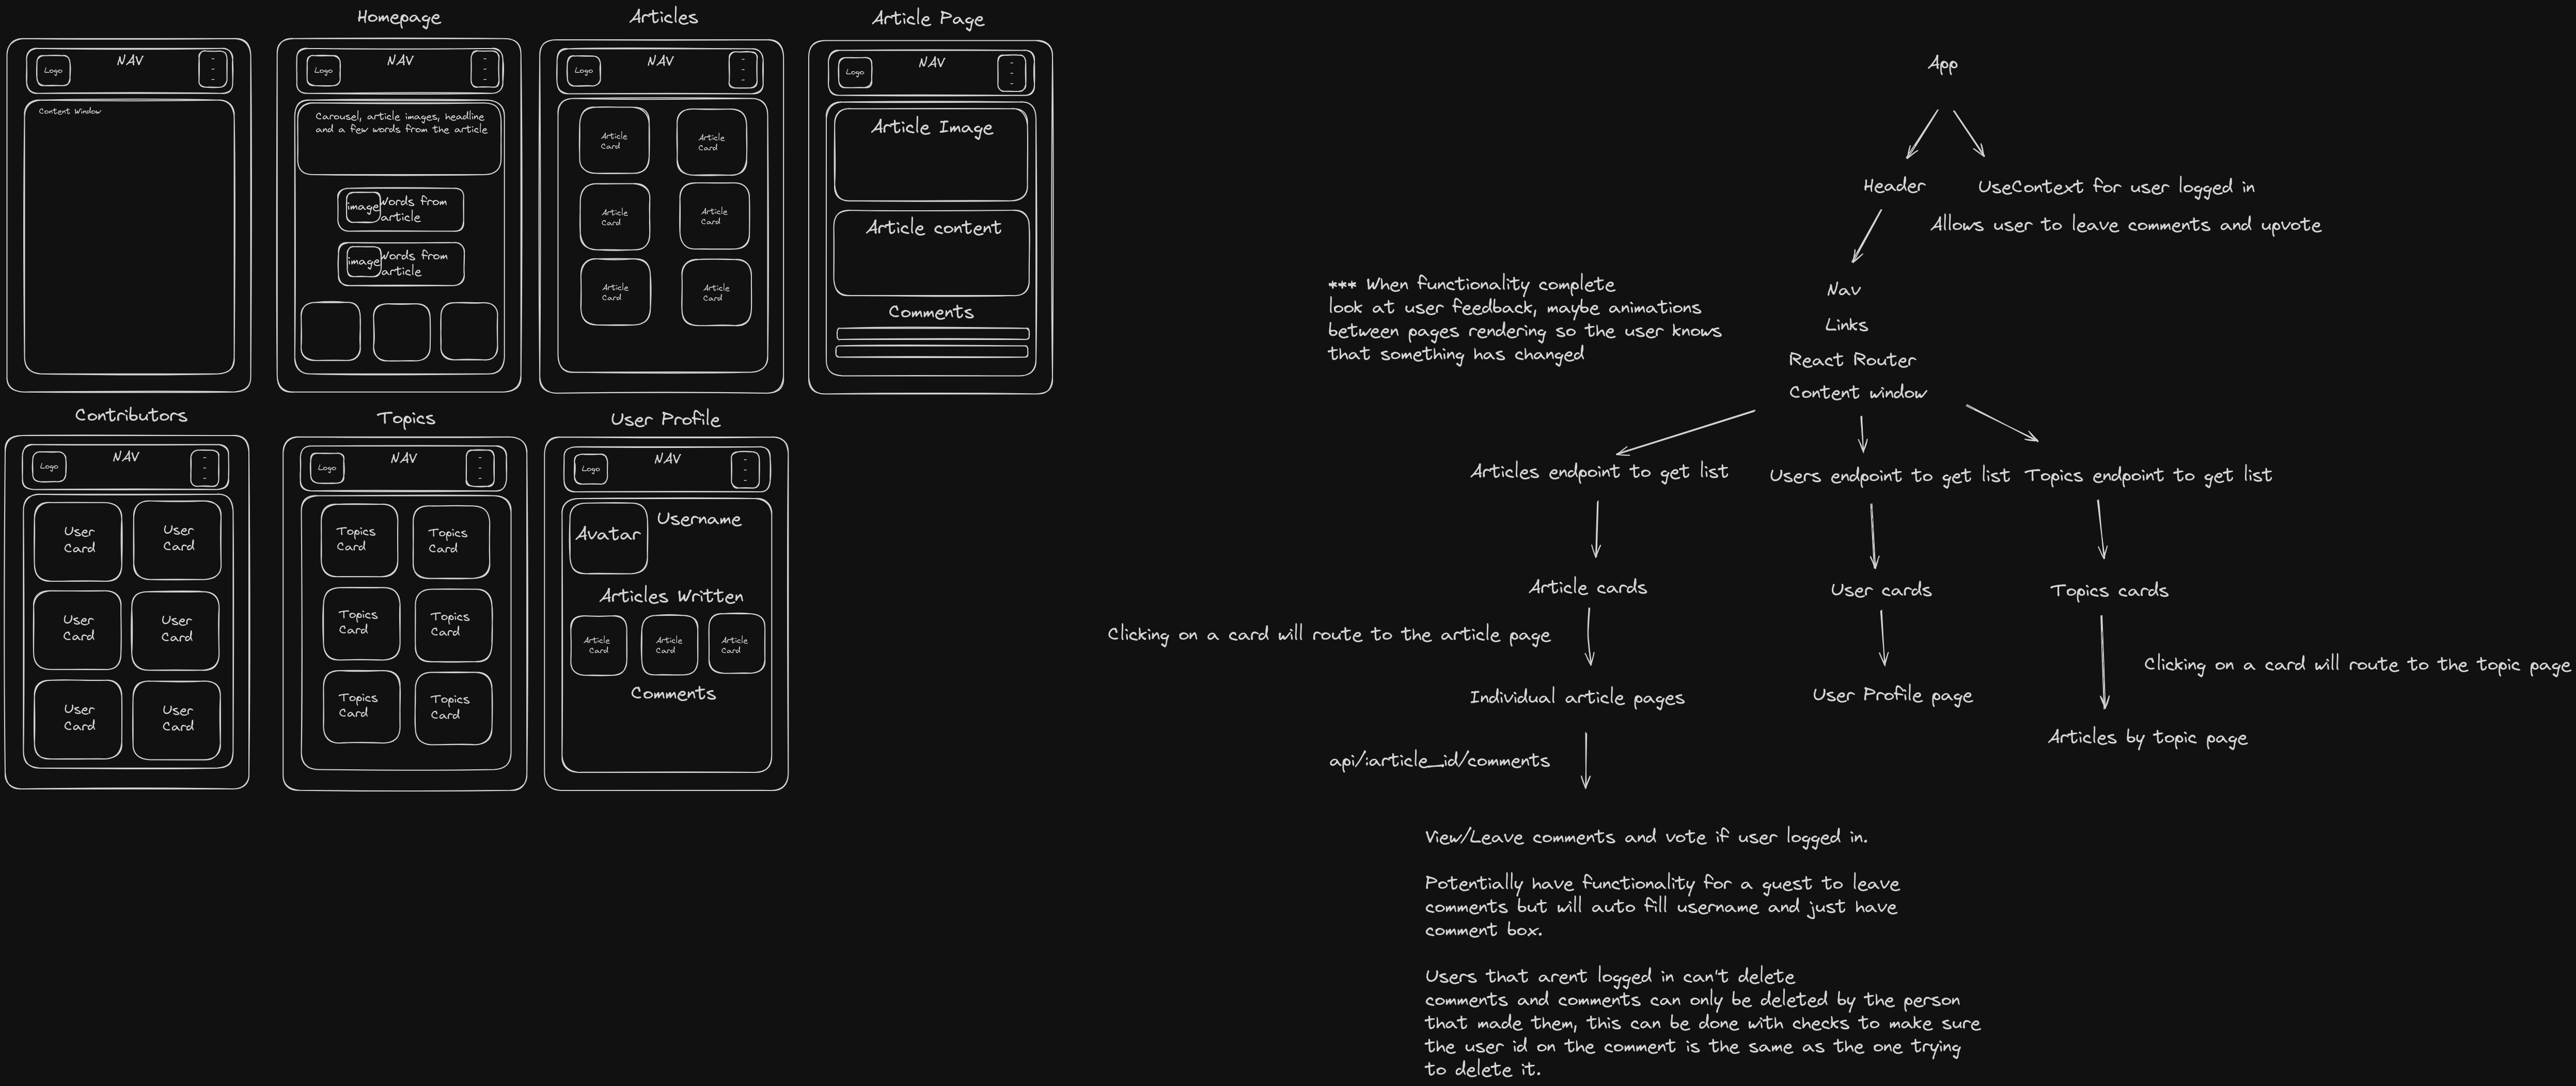 Homepage
Articles
Article Page
Logo
NAV
-
-
-
Content Window
Logo
NAV
-
-
-
Carousel, article images, headline
and a few words from the article
image
Words from
article
image
Words from
article
Logo
NAV
-
-
-
Article
Card
Article
Card
Article
Card
Article
Card
Article
Card
Article
Card
Logo
NAV
-
-
-
Article Image
Article content
Comments
Contributors
Topics
User Profile
Logo
NAV
-
-
-
User
Card
User
Card
User
Card
User
Card
User
Card
User
Card
Logo
NAV
-
-
-
Topics
Card
Topics
Card
Topics
Card
Topics
Card
Topics
Card
Topics
Card
Logo
NAV
-
-
-
Avatar
Username
Articles Written
Article
Card
Article
Card
Article
Card
Comments
App
Header
UseContext for user logged in
Allows user to leave comments and upvote
*** When functionality complete
look at user feedback, maybe animations
between pages rendering so the user knows
that something has changed
Nav
Links
React Router
Content window
Articles endpoint to get list
Users endpoint to get list
Topics endpoint to get list
Article cards
User cards
Topics cards
Clicking on a card will route to the article page
Clicking on a card will route to the topic page
Individual article pages
User Profile page
Articles by topic page
api/:article_id/comments
View/Leave comments and vote if user logged in.
Potentially have functionality for a guest to leave
comments but will auto fill username and just have
comment box.
Users that arent logged in can't delete
comments and comments can only be deleted by the person
that made them, this can be done with checks to make sure
the user id on the comment is the same as the one trying
to delete it.